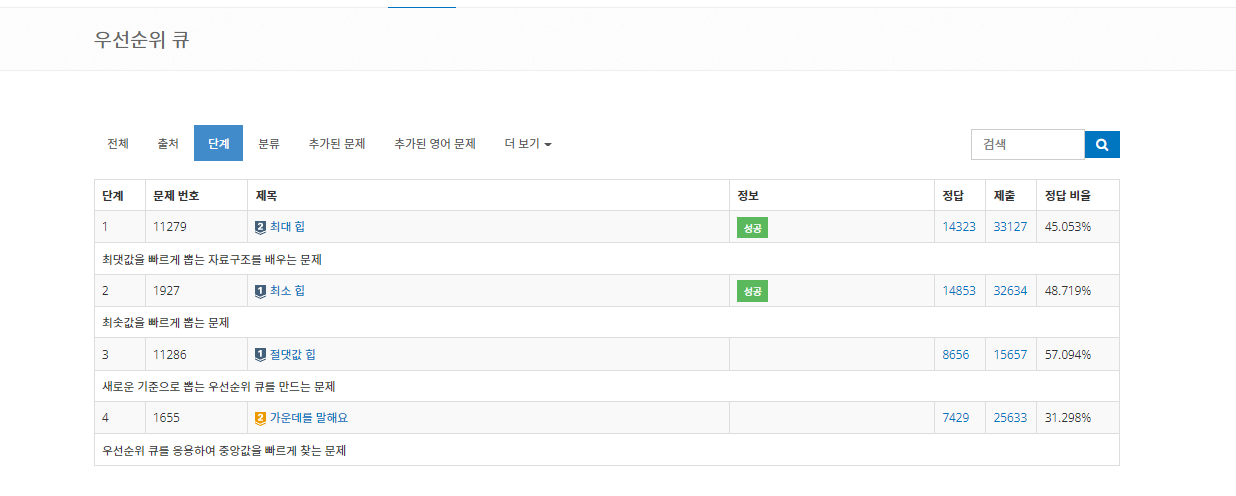 우선순위 큐
전체 출처 단계 분류 추가된 문제 추가된 영어 문제 더 보기 검색
단계 문제 번호 제목 정보 정답 제출 정답 비율
1 11279 2 최대 힙 성공 14323 33127 45.053%
최댓값을 빠르게 뽑는 자료구조를 배우는 문제
2 1927 1 최소 힙 성공 14853 32634 48.719%
최솟값을 빠르게 뽑는 문제
3 11286 1 절댓값 힙 8656 15657 57.094%
새로운 기준으로 뽑는 우선순위 큐를 만드는 문제
4 1655 2 가운데를 말해요 7429 25633 31.298%
우선순위 큐를 응용하여 중앙값을 빠르게 찾는 문제